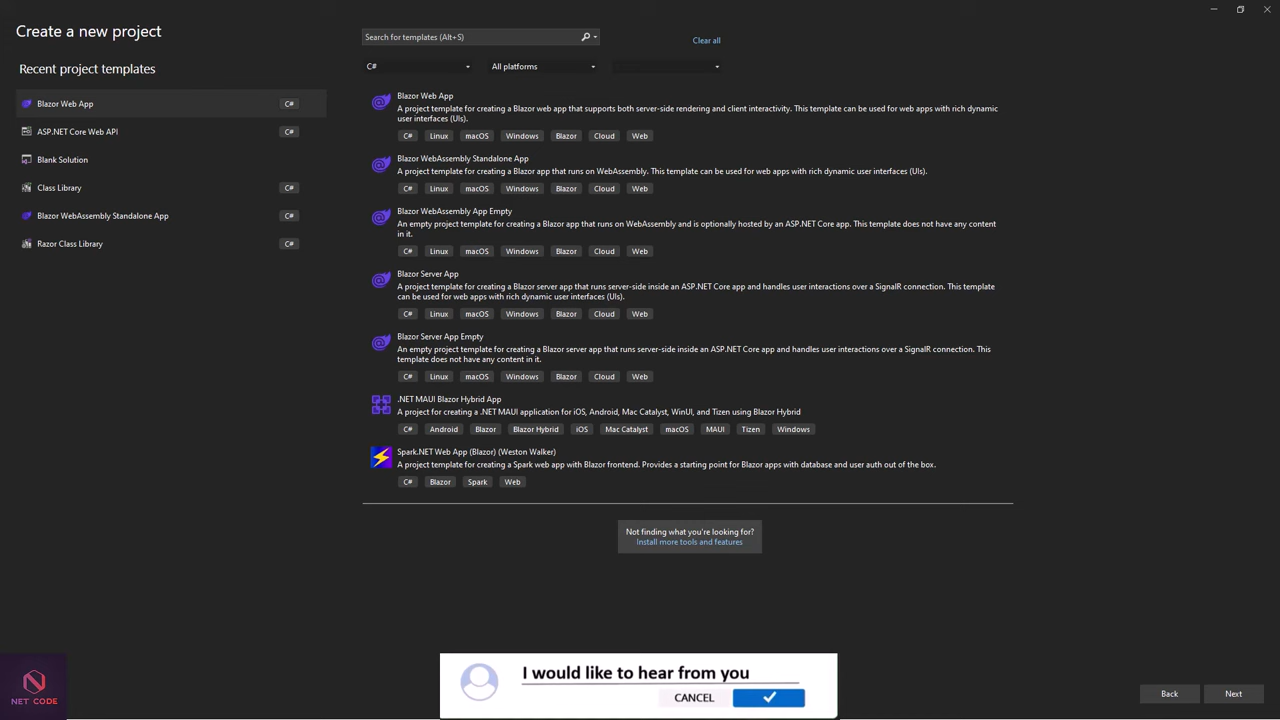 Create a new project
Recent project templates
Blazor Web App C#
ASP.NET Core Web API C#
Blank Solution
Class Library C#
Blazor WebAssembly Standalone App C#
Razor Class Library C#
Search for templates (Alt+S)
Clear all
C# All platforms
Blazor Web App
A project template for creating a Blazor web app that supports both server-side rendering and client interactivity. This template can be used for web apps with rich dynamic
user interfaces (UIs).
C# Linux macOS Windows Blazor Cloud Web
Blazor WebAssembly Standalone App
A project template for creating a Blazor app that runs on WebAssembly. This template can be used for web apps with rich dynamic user interfaces (UIs).
C# Linux macOS Windows Blazor Cloud Web
Blazor WebAssembly App Empty
An empty project template for creating a Blazor app that runs on WebAssembly and is optionally hosted by an ASP.NET Core app. This template does not have any content
in it.
C# Linux macOS Windows Blazor Cloud Web
Blazor Server App
A project template for creating a Blazor server app that runs server-side inside an ASP.NET Core app and handles user interactions over a SignalR connection. This template
can be used for web apps with rich dynamic user interfaces (UIs).
C# Linux macOS Windows Blazor Cloud Web
Blazor Server App Empty
An empty project template for creating a Blazor server app that runs server-side inside an ASP.NET Core app and handles user interactions over a SignalR connection. This
template does not have any content in it.
C# Linux macOS Windows Blazor Cloud Web
.NET MAUI Blazor Hybrid App
A project for creating a .NET MAUI application for iOS, Android, Mac Catalyst, WinUI, and Tizen using Blazor Hybrid
C# Android Blazor Blazor Hybrid iOS Mac Catalyst macOS MAUI Tizen Windows
Spark.NET Web App (Blazor) (Weston Walker)
A project template for creating a Spark web app with Blazor frontend. Provides a starting point for Blazor apps with database and user auth out of the box.
C# Blazor Spark Web
Not finding what you're looking for?
Install more tools and features
I would like to hear from you
CANCEL
NET CODE
Back Next